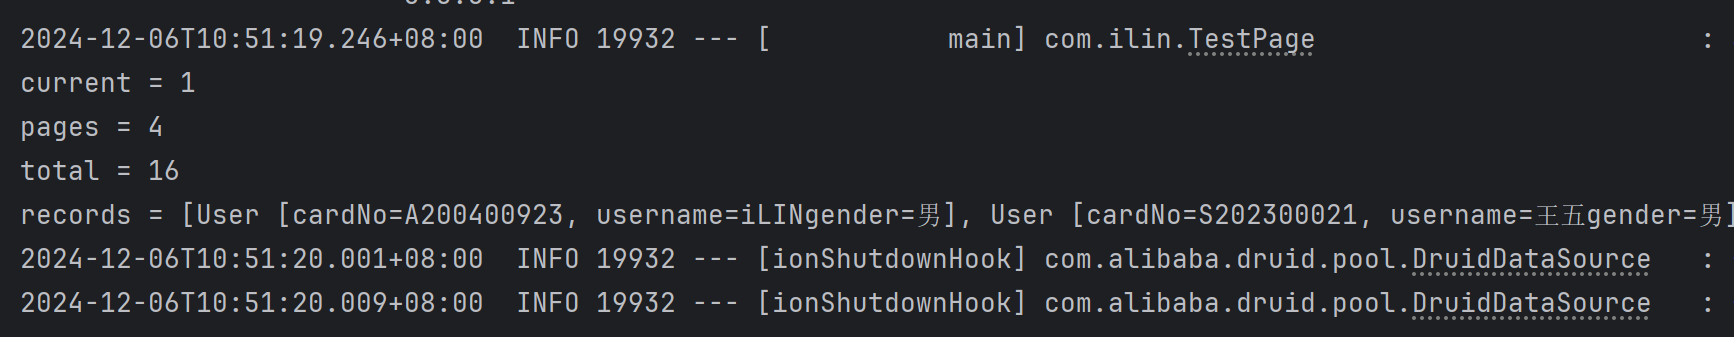 2024-12-06T10:51:19.246+08:00  INFO 19932 --- [           main] com.ilin.TestPage                        :
current = 1
pages = 4
total = 16
records = [User [cardNo=A200400923, username=iLINgender=男], User [cardNo=S202300021, username=王五gender=男]
2024-12-06T10:51:20.001+08:00  INFO 19932 --- [ionShutdownHook] com.alibaba.druid.pool.DruidDataSource   :
2024-12-06T10:51:20.009+08:00  INFO 19932 --- [ionShutdownHook] com.alibaba.druid.pool.DruidDataSource   :